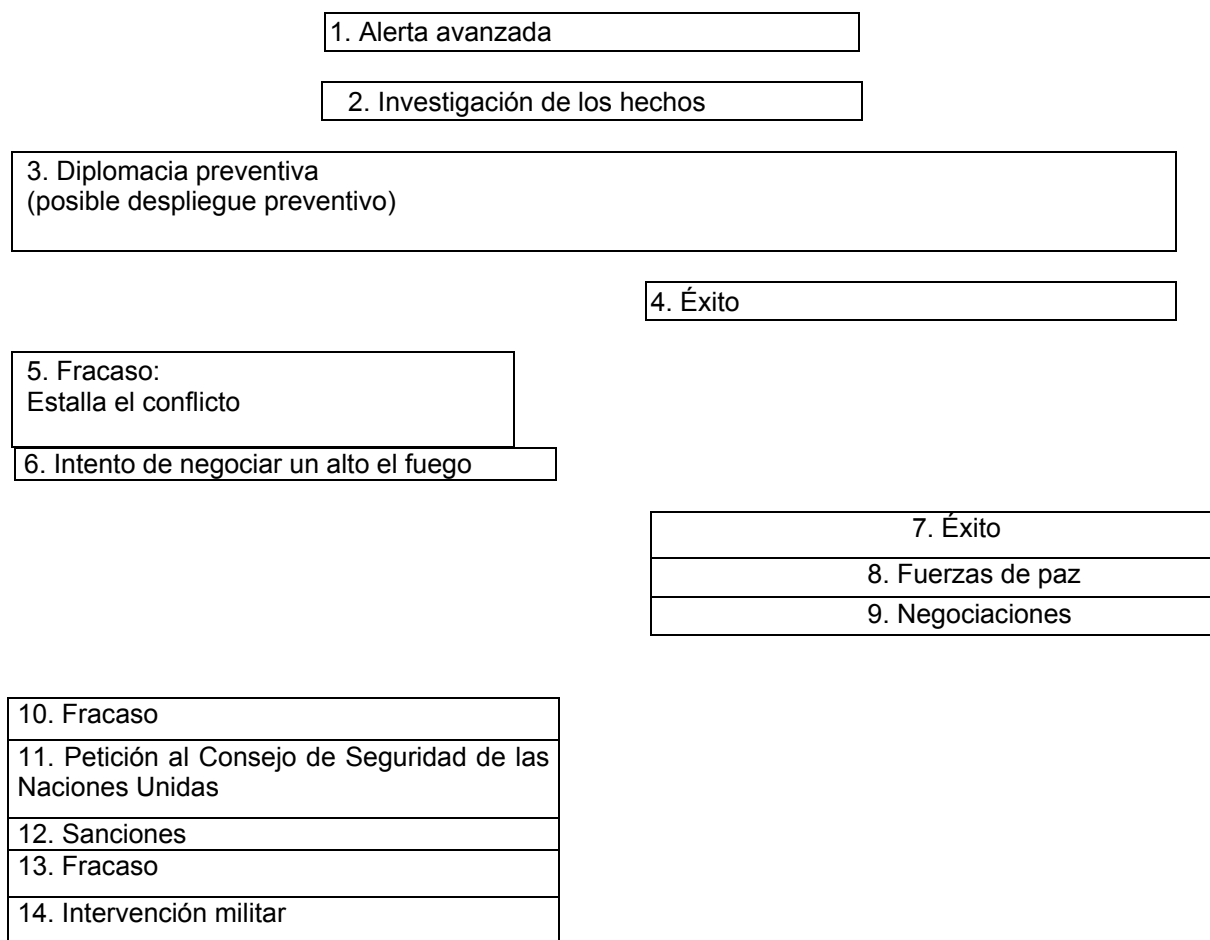 1. Alerta avanzada
2. Investigación de los hechos
3. Diplomacia preventiva
(posible despliegue preventivo)
4. Éxito
5. Fracaso:
Estalla el conflicto
6. Intento de negociar un alto el fuego
7. Éxito
8. Fuerzas de paz
9. Negociaciones
10. Fracaso
11. Petición al Consejo de Seguridad de las
Naciones Unidas
12. Sanciones
13. Fracaso
14. Intervención militar